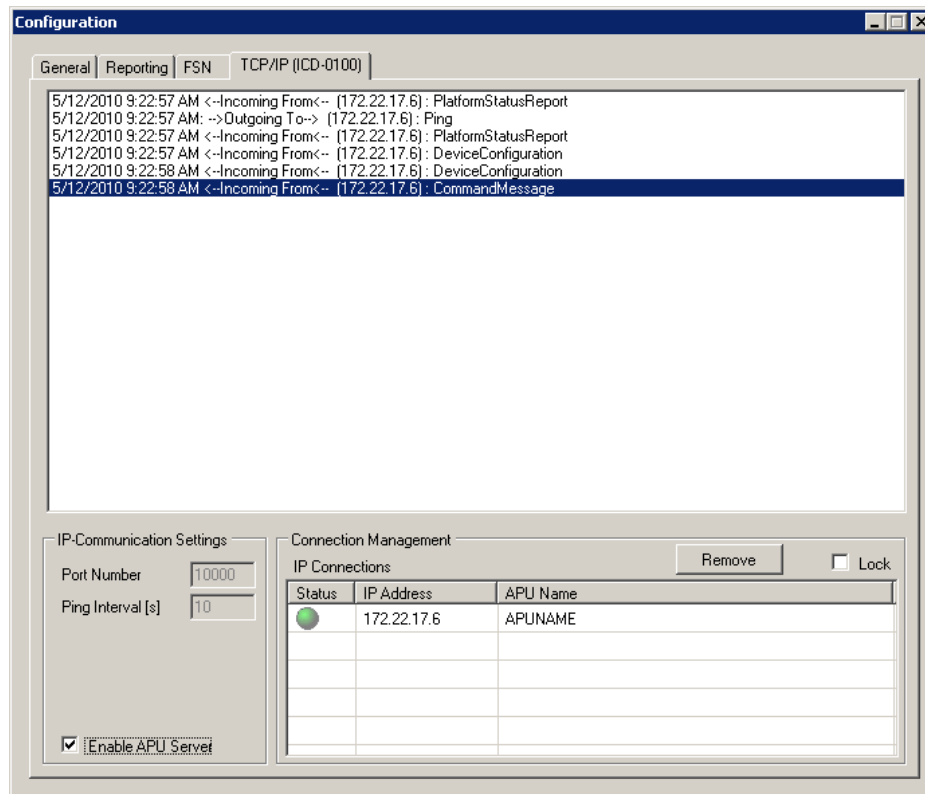 Configuration
General Reporting FSN TCP/IP (ICD-0100)
5/12/2010 9:22:57 AM <--Incoming From<-- (172.22.17.6) : PlatformStatusReport
5/12/2010 9:22:57 AM: -->Outgoing To--> (172.22.17.6) : Ping
5/12/2010 9:22:57 AM <--Incoming From<-- (172.22.17.6) : PlatformStatusReport
5/12/2010 9:22:57 AM <--Incoming From<-- (172.22.17.6) : DeviceConfiguration
5/12/2010 9:22:58 AM <--Incoming From<-- (172.22.17.6) : DeviceConfiguration
5/12/2010 9:22:58 AM <--Incoming From<-- (172.22.17.6) : CommandMessage
IP-Communication Settings
Port Number 10000
Ping Interval [s] 10
Enable APU Server
Connection Management
IP Connections Remove Lock
Status IP Address APU Name
172.22.17.6 APUNAME